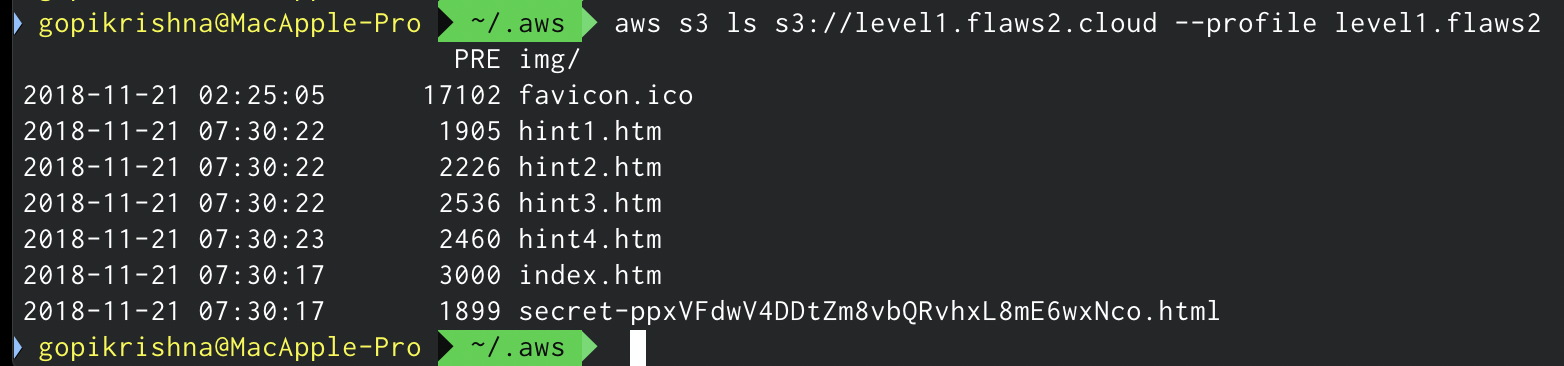 gopikrishna@MacApple-Pro ~/.aws aws s3 ls s3://level1.flaws2.cloud --profile level1.flaws2
PRE img/
2018-11-21 02:25:05 17102 favicon.ico
2018-11-21 07:30:22 1905 hint1.htm
2018-11-21 07:30:22 2226 hint2.htm
2018-11-21 07:30:22 2536 hint3.htm
2018-11-21 07:30:23 2460 hint4.htm
2018-11-21 07:30:17 3000 index.htm
2018-11-21 07:30:17 1899 secret-ppxVFdwV4DDtZm8vbQRvhxL8mE6wxNco.html
gopikrishna@MacApple-Pro ~/.aws